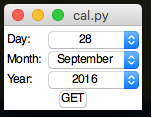 cal.py
Day: 28
Month: September
Year: 2016
GET